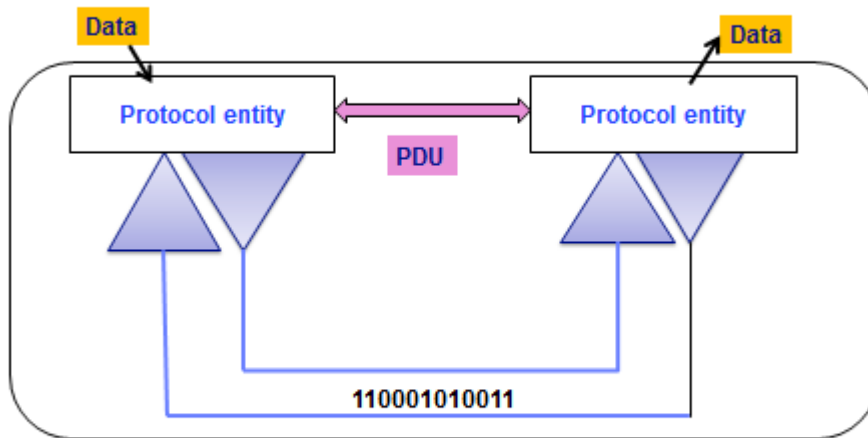 Data
Data
Protocol entity
Protocol entity
PDU
110001010011